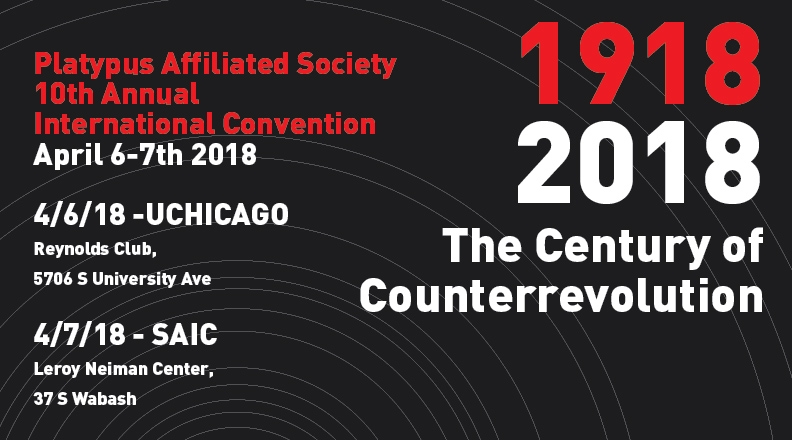 Platypus Affiliated Society
10th Annual
International Convention
April 6-7th 2018
4/6/18 -UCHICAGO
Reynolds Club,
5706 S University Ave
4/7/18 - SAIC
Leroy Neiman Center,
37 S Wabash
1918
2018
The Century of
Counterrevolution